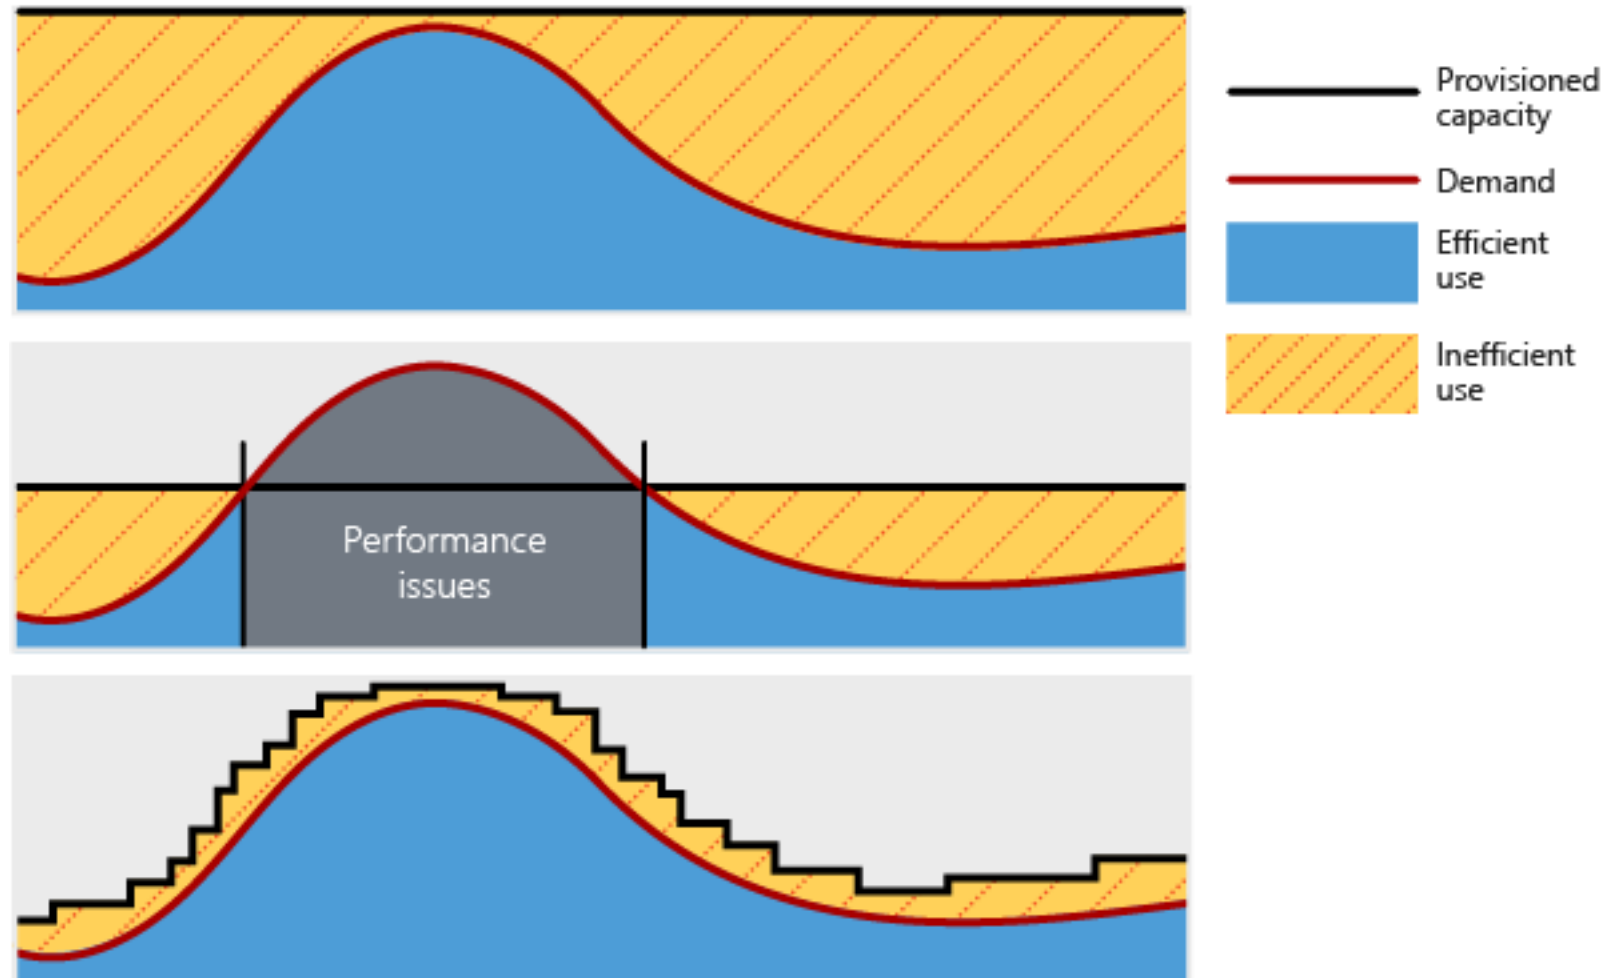 Provisioned
capacity
Demand
Efficient
use
Inefficient
use
Performance
issues